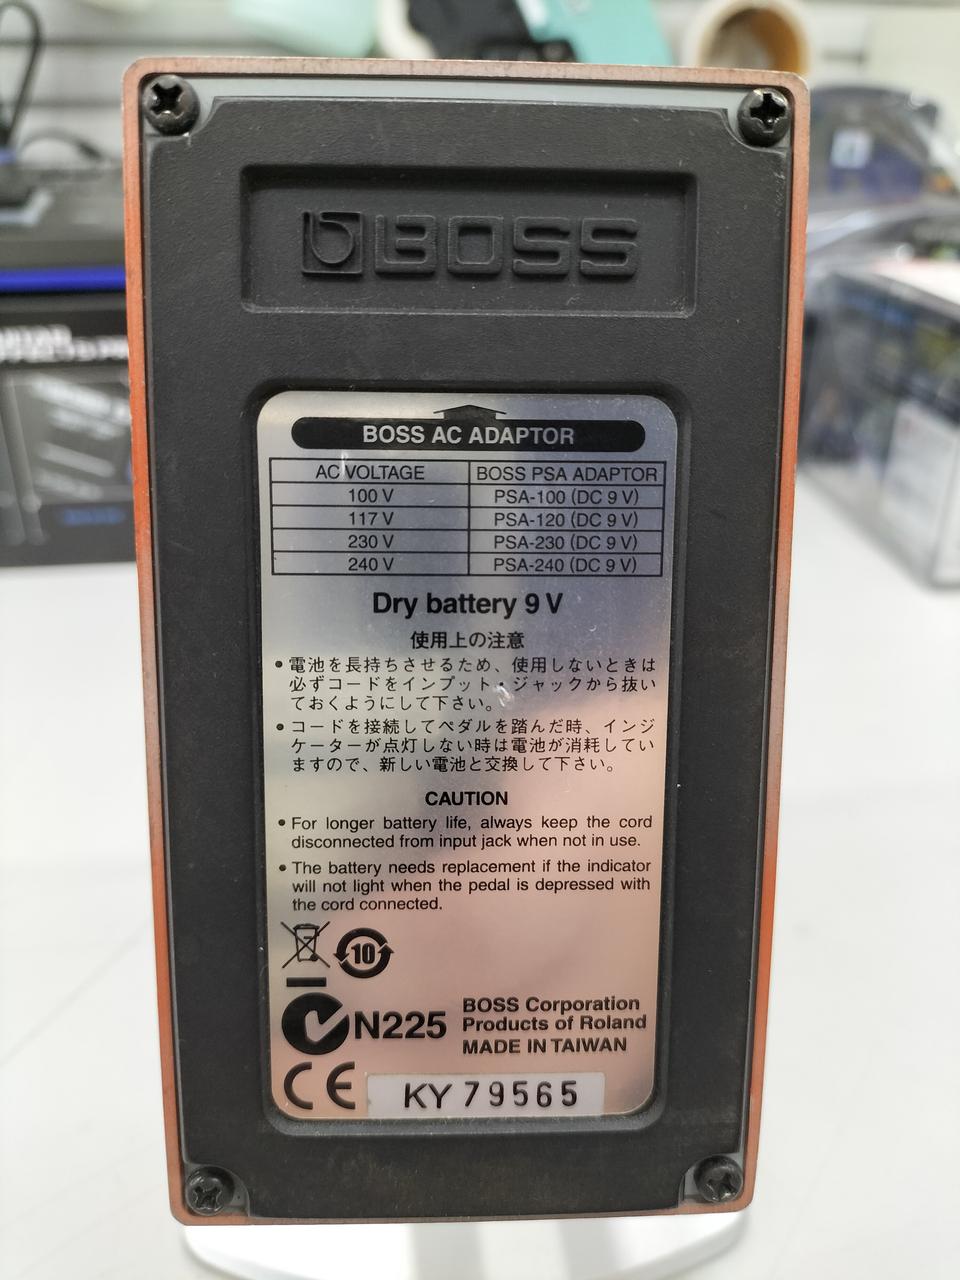 BOSS
BOSS AC ADAPTOR
AC VOLTAGE BOSS PSA ADAPTOR
100 V PSA-100 (DC 9 V)
117 V PSA-120 (DC 9 V)
230 V PSA-230 (DC 9 V)
240 V PSA-240 (DC 9 V)
Dry battery 9 V
使用上の注意
• 電池を長持ちさせるため、使用しないときは
必ずコードをインプット・ジャックから抜い
ておくようにして下さい。
• コードを接続してペダルを踏んだ時、インジ
ケーターが点灯しない時は電池が消耗してい
ますので、新しい電池と交換して下さい。
CAUTION
• For longer battery life, always keep the cord
disconnected from input jack when not in use.
• The battery needs replacement if the indicator
will not light when the pedal is depressed with
the cord connected.
10
N225
BOSS Corporation
Products of Roland
MADE IN TAIWAN
CE
KY 79565